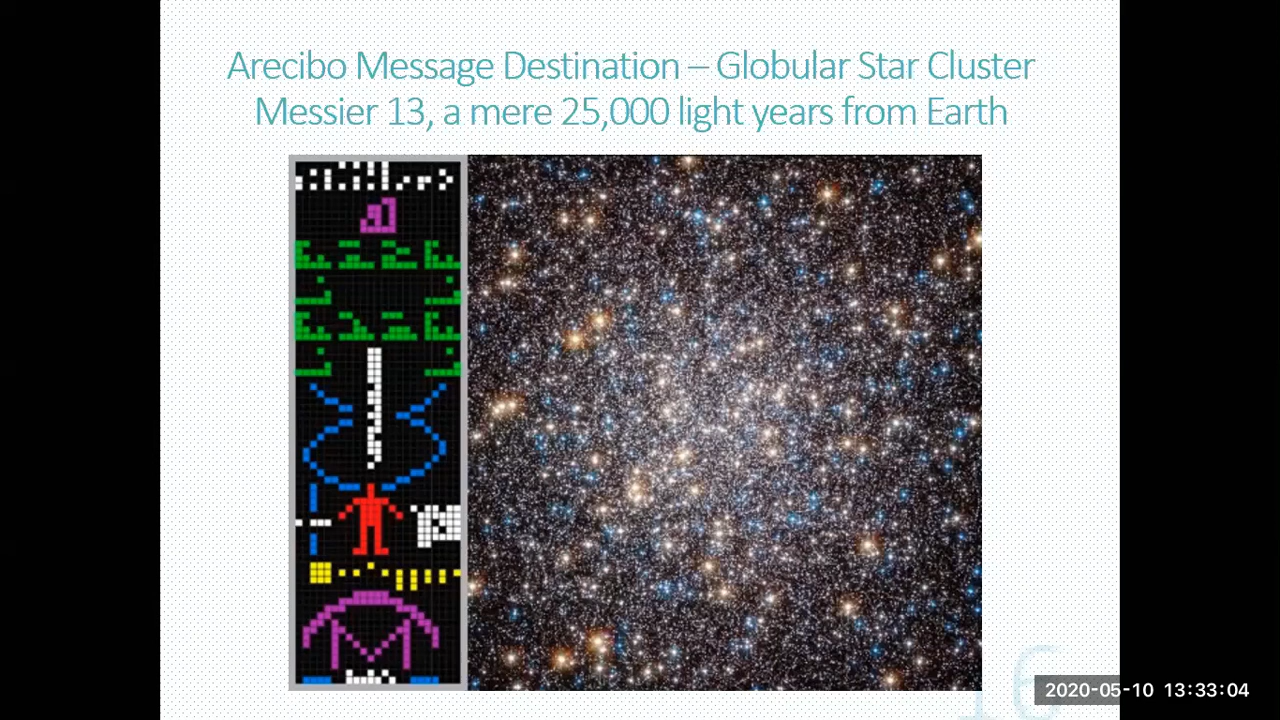 Arecibo Message Destination – Globular Star Cluster
Messier 13, a mere 25,000 light years from Earth
16
2020-05-10 13:33:04